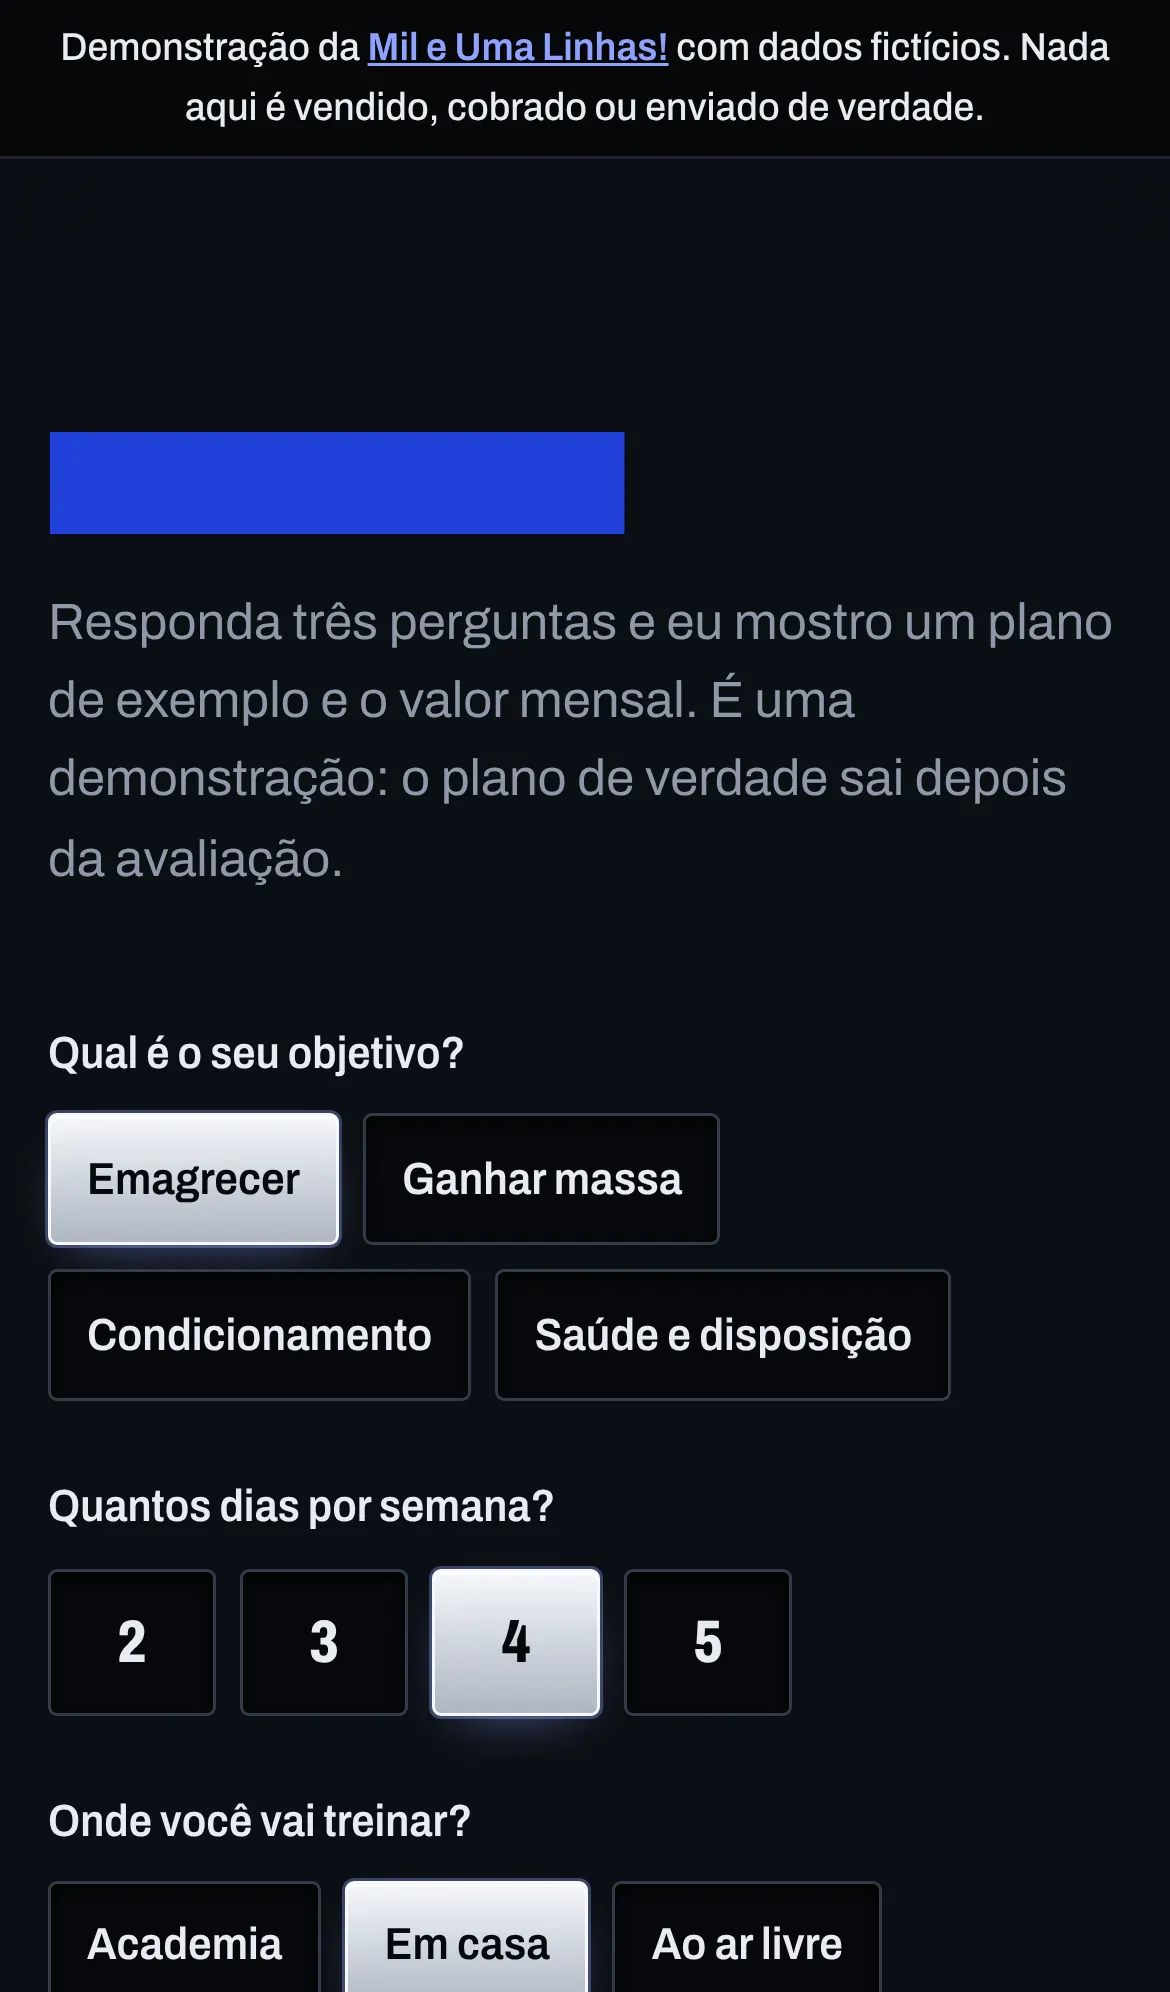 Demonstração da Mil e Uma Linhas! com dados fictícios. Nada
aqui é vendido, cobrado ou enviado de verdade.
Responda três perguntas e eu mostro um plano
de exemplo e o valor mensal. É uma
demonstração: o plano de verdade sai depois
da avaliação.
Qual é o seu objetivo?
Emagrecer Ganhar massa
Condicionamento Saúde e disposição
Quantos dias por semana?
2 3 4 5
Onde você vai treinar?
Academia Em casa Ao ar livre